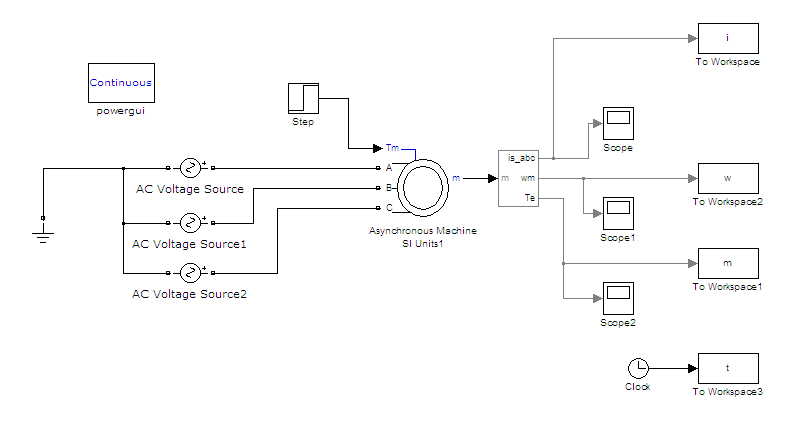 i
To Workspace
Continuous
powergui
Step
Scope
Tm
A
B
C
m
Asynchronous Machine
SI Units1
m
is_abc
wm
Te
AC Voltage Source
AC Voltage Source1
AC Voltage Source2
w
To Workspace2
Scope1
m
To Workspace1
Scope2
Clock
t
To Workspace3